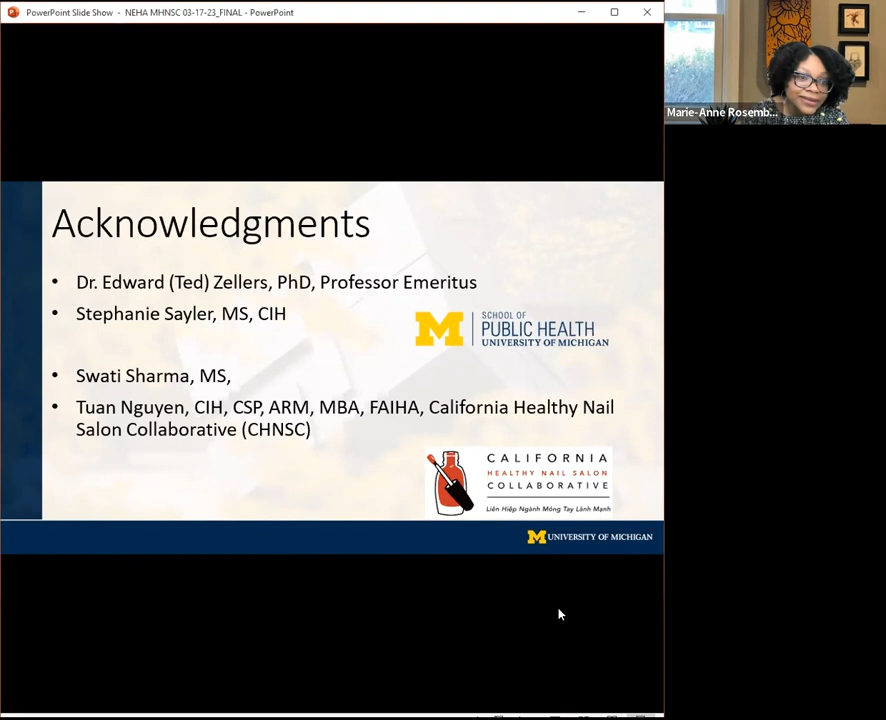 PowerPoint Slide Show - NEHA MHNSC 03-17-23_FINAL - PowerPoint
Marie-Anne Rosemb...
Acknowledgments
• Dr. Edward (Ted) Zellers, PhD, Professor Emeritus
• Stephanie Sayler, MS, CIH
SCHOOL OF
PUBLIC HEALTH
UNIVERSITY OF MICHIGAN
• Swati Sharma, MS,
• Tuan Nguyen, CIH, CSP, ARM, MBA, FAIHA, California Healthy Nail
Salon Collaborative (CHNSC)
CALIFORNIA
HEALTHY NAIL SALON
COLLABORATIVE
Liên Hiệp Ngành Móng Tay Lành Mạnh
M UNIVERSITY OF MICHIGAN